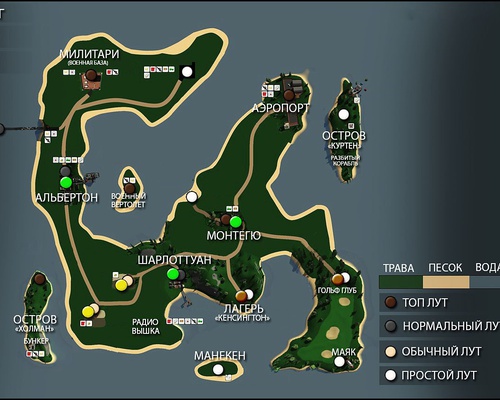 Т
МИЛИТАРИ
(ВОЕННАЯ БАЗА)
АЭРОПОРТ
ОСТРОВ
«КУРТЕН»
РАЗБИТЫЙ
КОРАБЛЬ
АЛЬБЕРТОН
ВОЕННЫЙ
ВЕРТОЛЕТ
МОНТЕГЮ
ШАРЛОТТУАН
ТРАВА ПЕСОК ВОДА
ГОЛЬФ ГЛУБ
ТОП ЛУТ
ЛАГЕРЬ
«КЕНСИНГТОН»
ОСТРОВ
«ХОЛМАН»
БУНКЕР
РАДИО
ВЫШКА
НОРМАЛЬНЫЙ ЛУ
ОБЫЧНЫЙ ЛУТ
МАНЕКЕН
МАЯК
ПРОСТОЙ ЛУТ